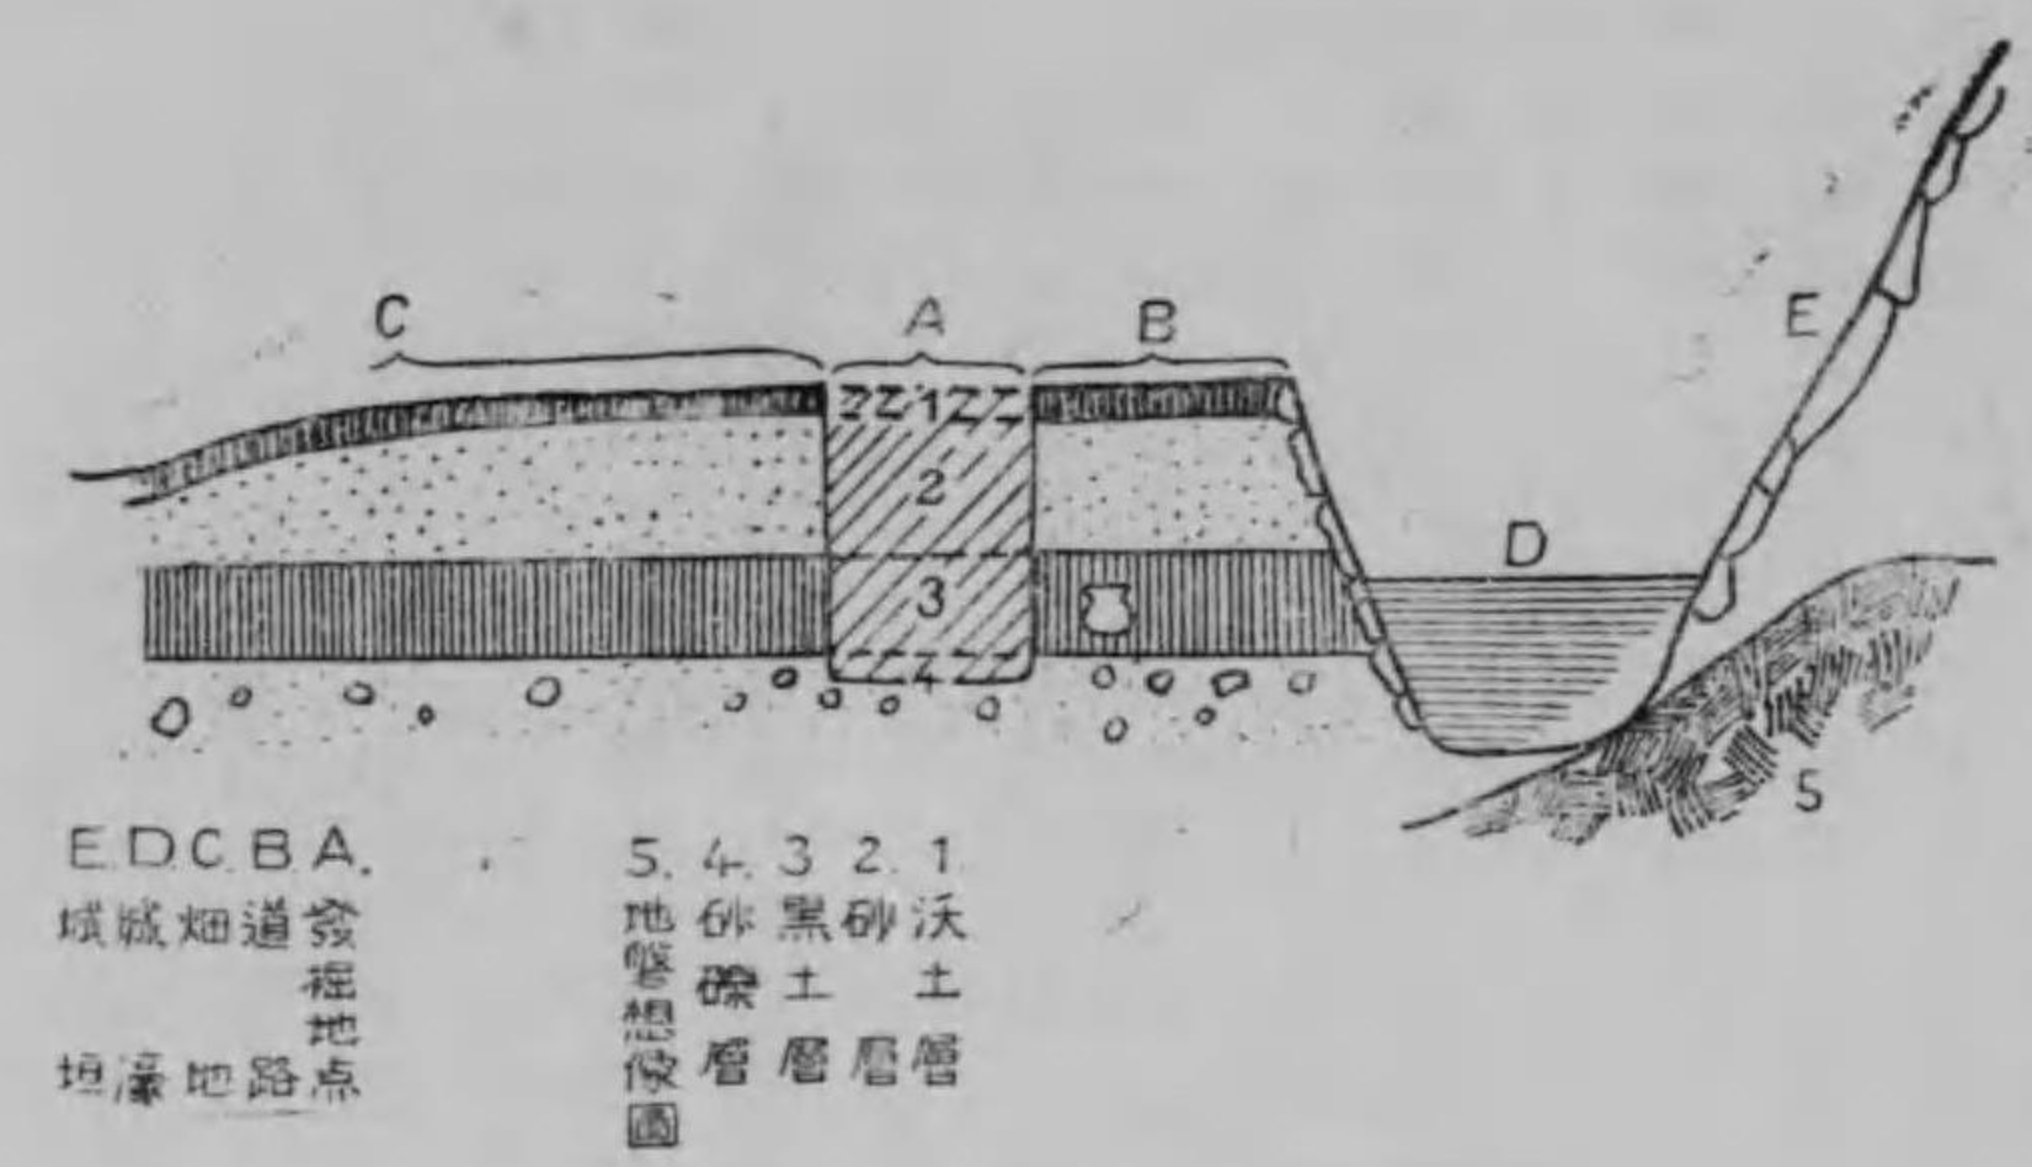 C
A
B
E
D
1
2
3
4
5
A. 發掘地点
B. 道路
C. 畑地
D. 城濠
E. 城垣
1. 沃土層
2. 砂層
3 黒土層
4. 砂礫層
5. 地盤想像圖